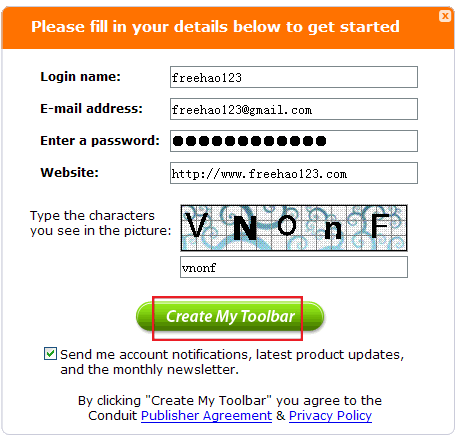 Please fill in your details below to get started
x
Login name: freehao123
E-mail address: freehao123@gmail.com
Enter a password: ●●●●●●●●●●●●
Website: http://www.freehao123.com
Type the characters
you see in the picture:
V N O n F
vnonf
Create My Toolbar
Send me account notifications, latest product updates,
and the monthly newsletter.
By clicking "Create My Toolbar" you agree to the
Conduit Publisher Agreement & Privacy Policy